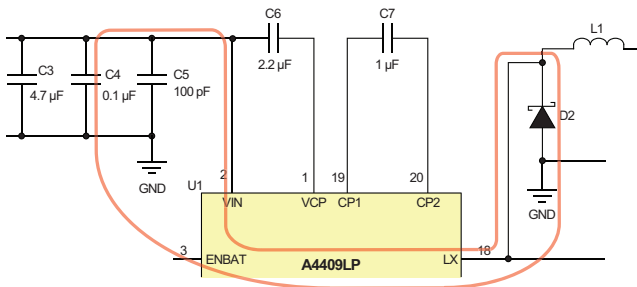 C6
C7
L1
C3
C4
C5
2.2 µF
1 µF
4.7 µF
0.1 µF
100 pF
D2
GND
GND
U1
2
1
19
20
VIN
VCP
CP1
CP2
3
ENBAT
A4409LP
LX
18